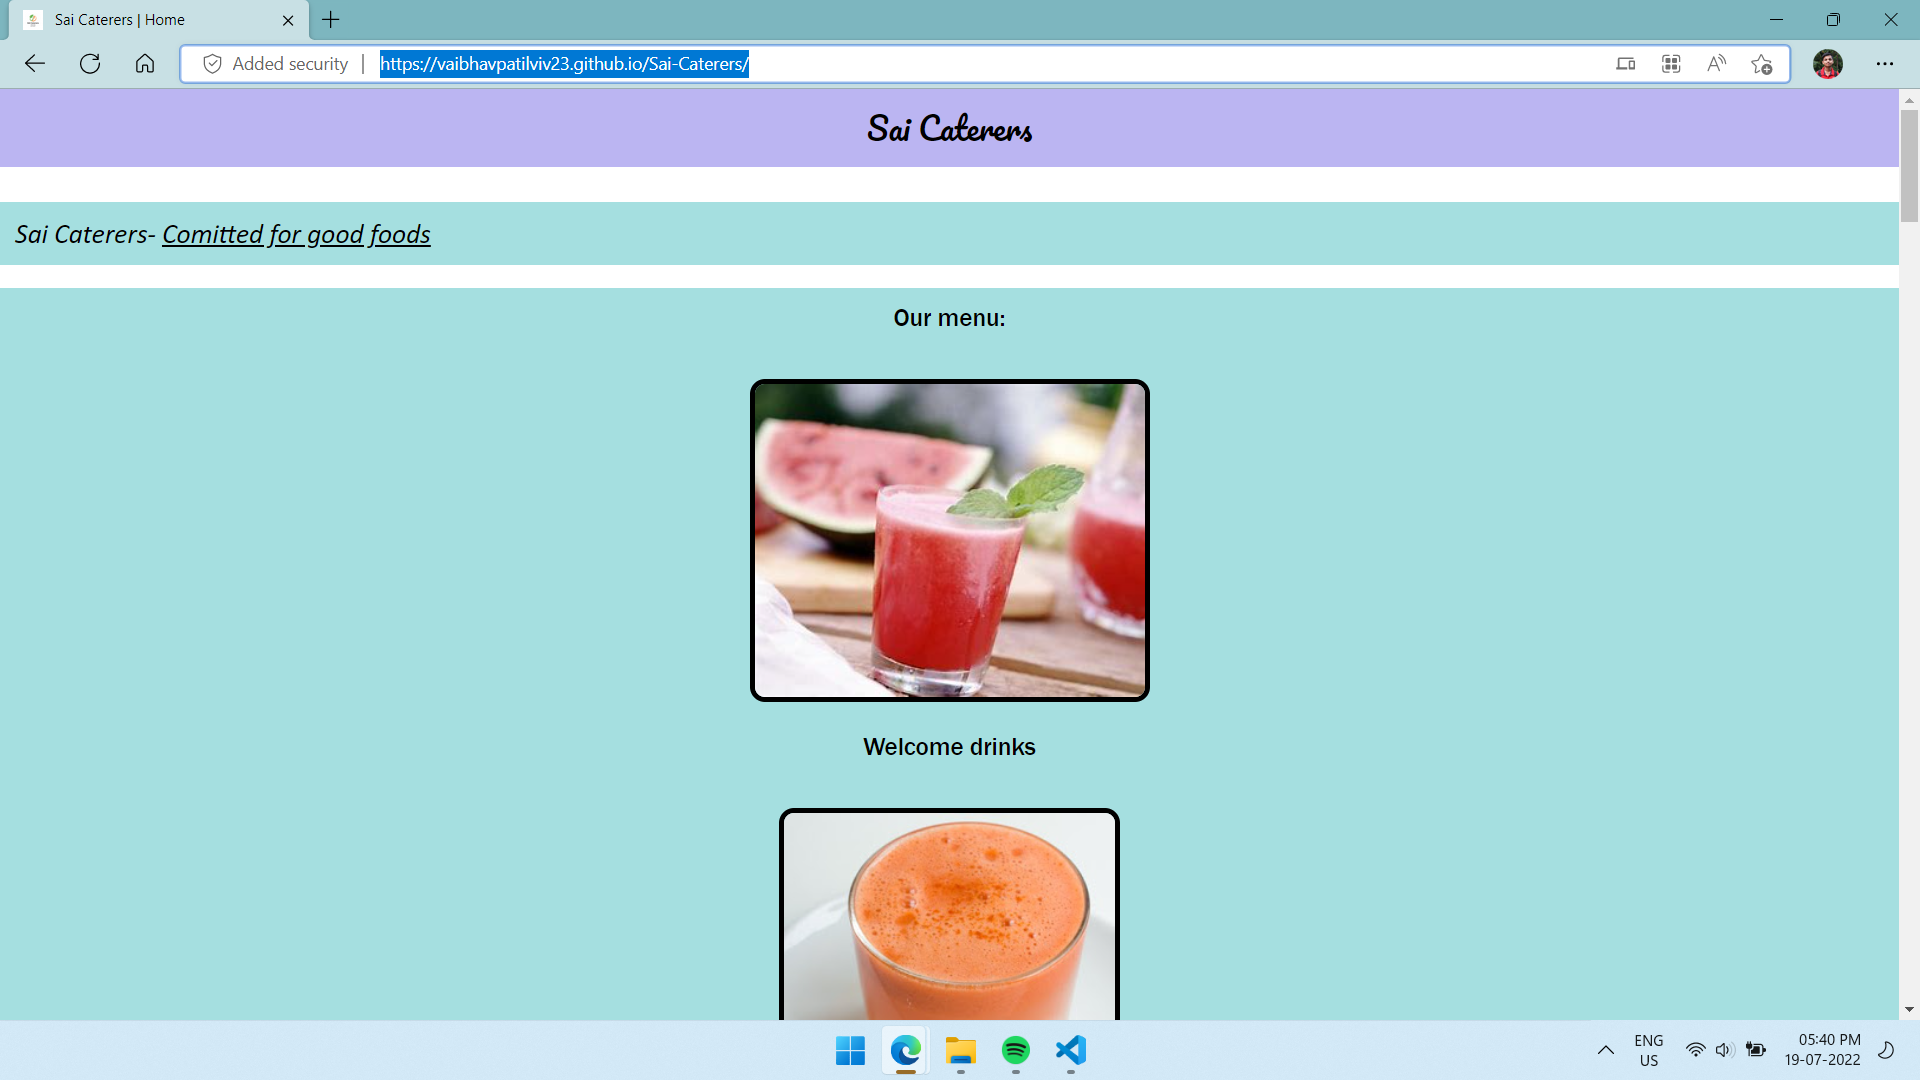 Sai Caterers | Home
Added security
https://vaibhavpatilviv23.github.io/Sai-Caterers/
Sai Caterers
Sai Caterers- Comitted for good foods
Our menu:
Welcome drinks
ENG
US
05:40 PM
19-07-2022